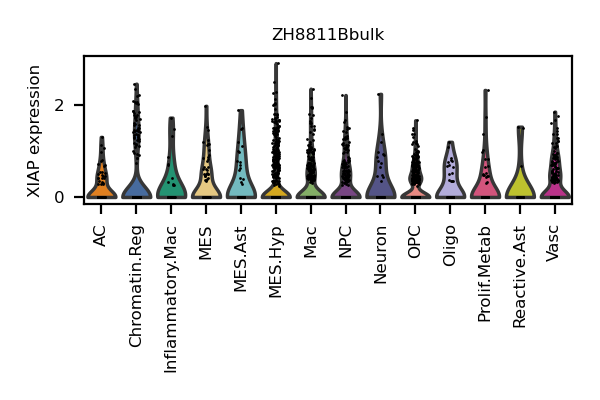 ZH8811Bbulk
XIAP expression
2
0
AC
Chromatin.Reg
Inflammatory.Mac
MES
MES.Ast
MES.Hyp
Mac
NPC
Neuron
OPC
Oligo
Prolif.Metab
Reactive.Ast
Vasc